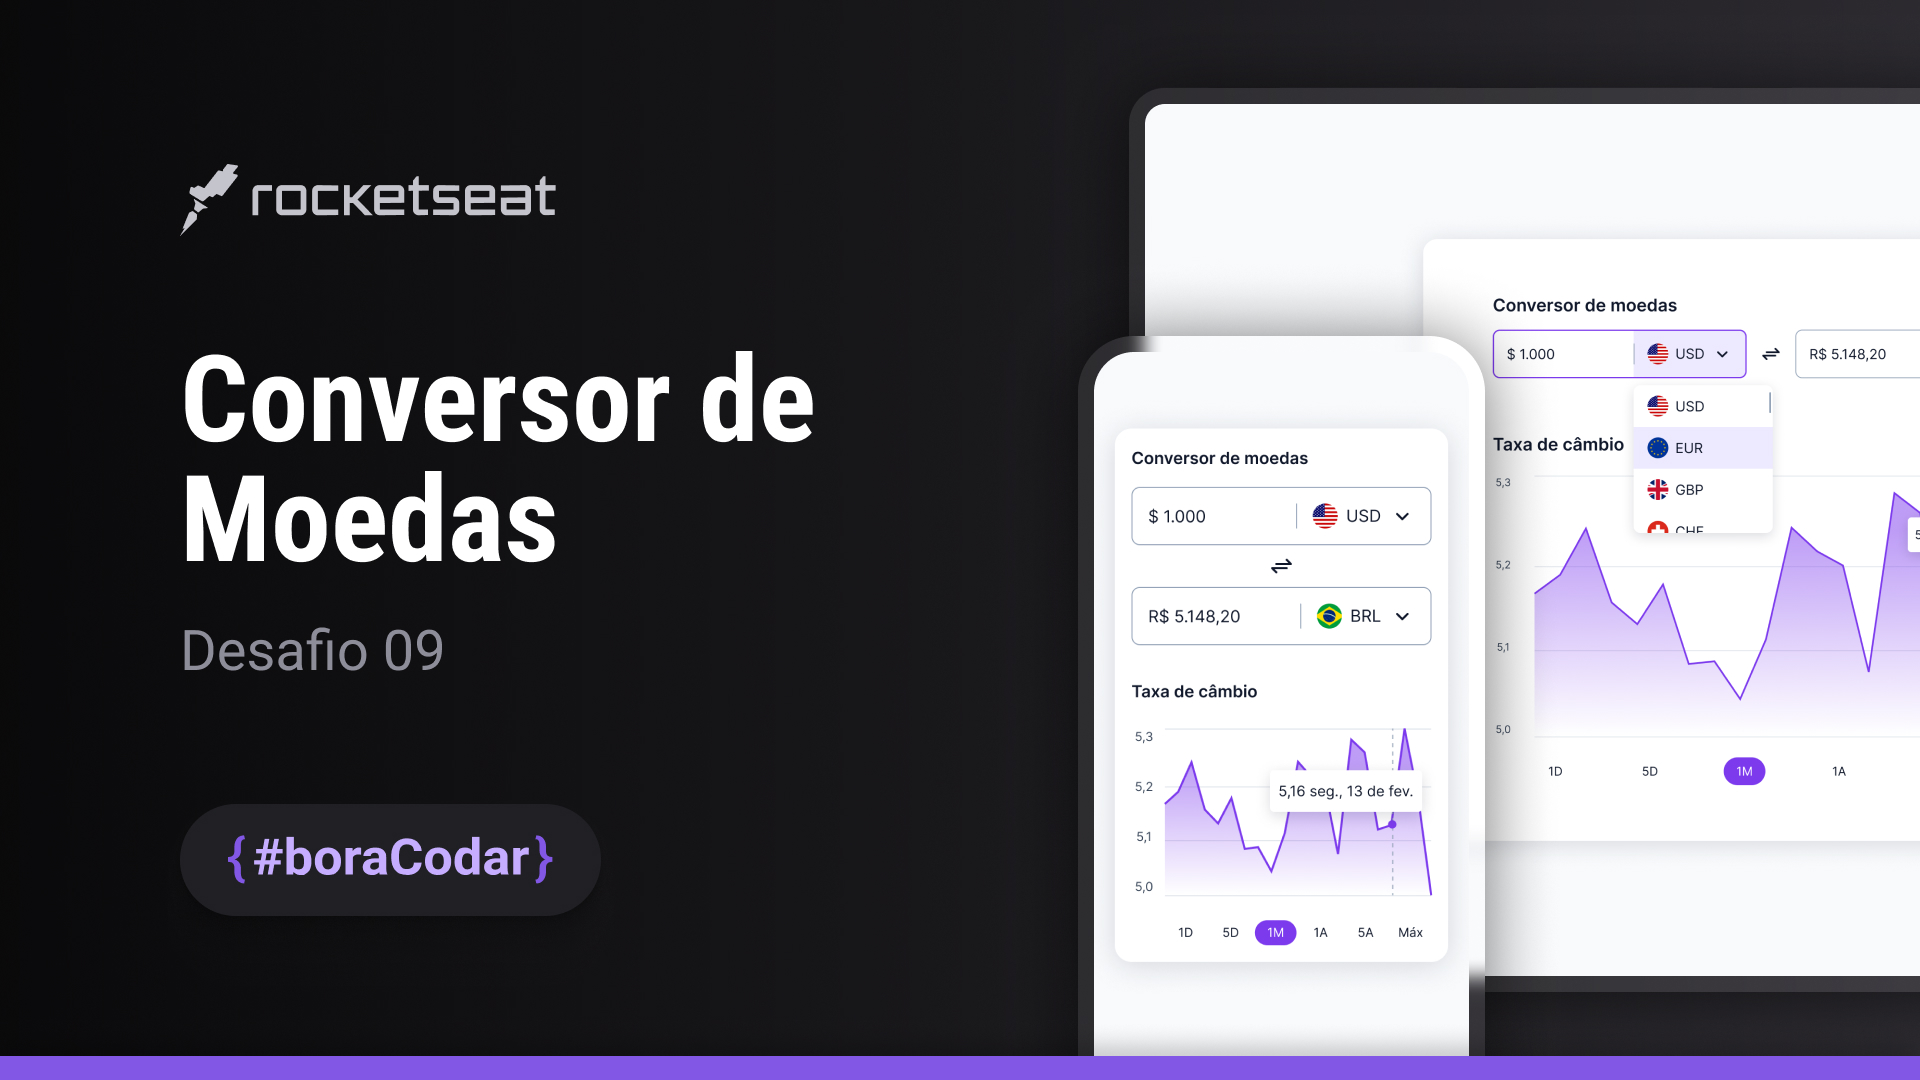 rocketseat
Conversor de
Moedas
Desafio 09
{#boraCodar}
Conversor de moedas
$ 1.000
USD
R$ 5.148,20
BRL
Taxa de câmbio
5,3
5,2
5,1
5,0
5,16 seg., 13 de fev.
1D 5D 1M 1A 5A Máx
Conversor de moedas
$ 1.000
USD
R$ 5.148,20
USD
EUR
GBP
CHF
Taxa de câmbio
5,3
5,2
5,1
5,0
5
1D 5D 1M 1A